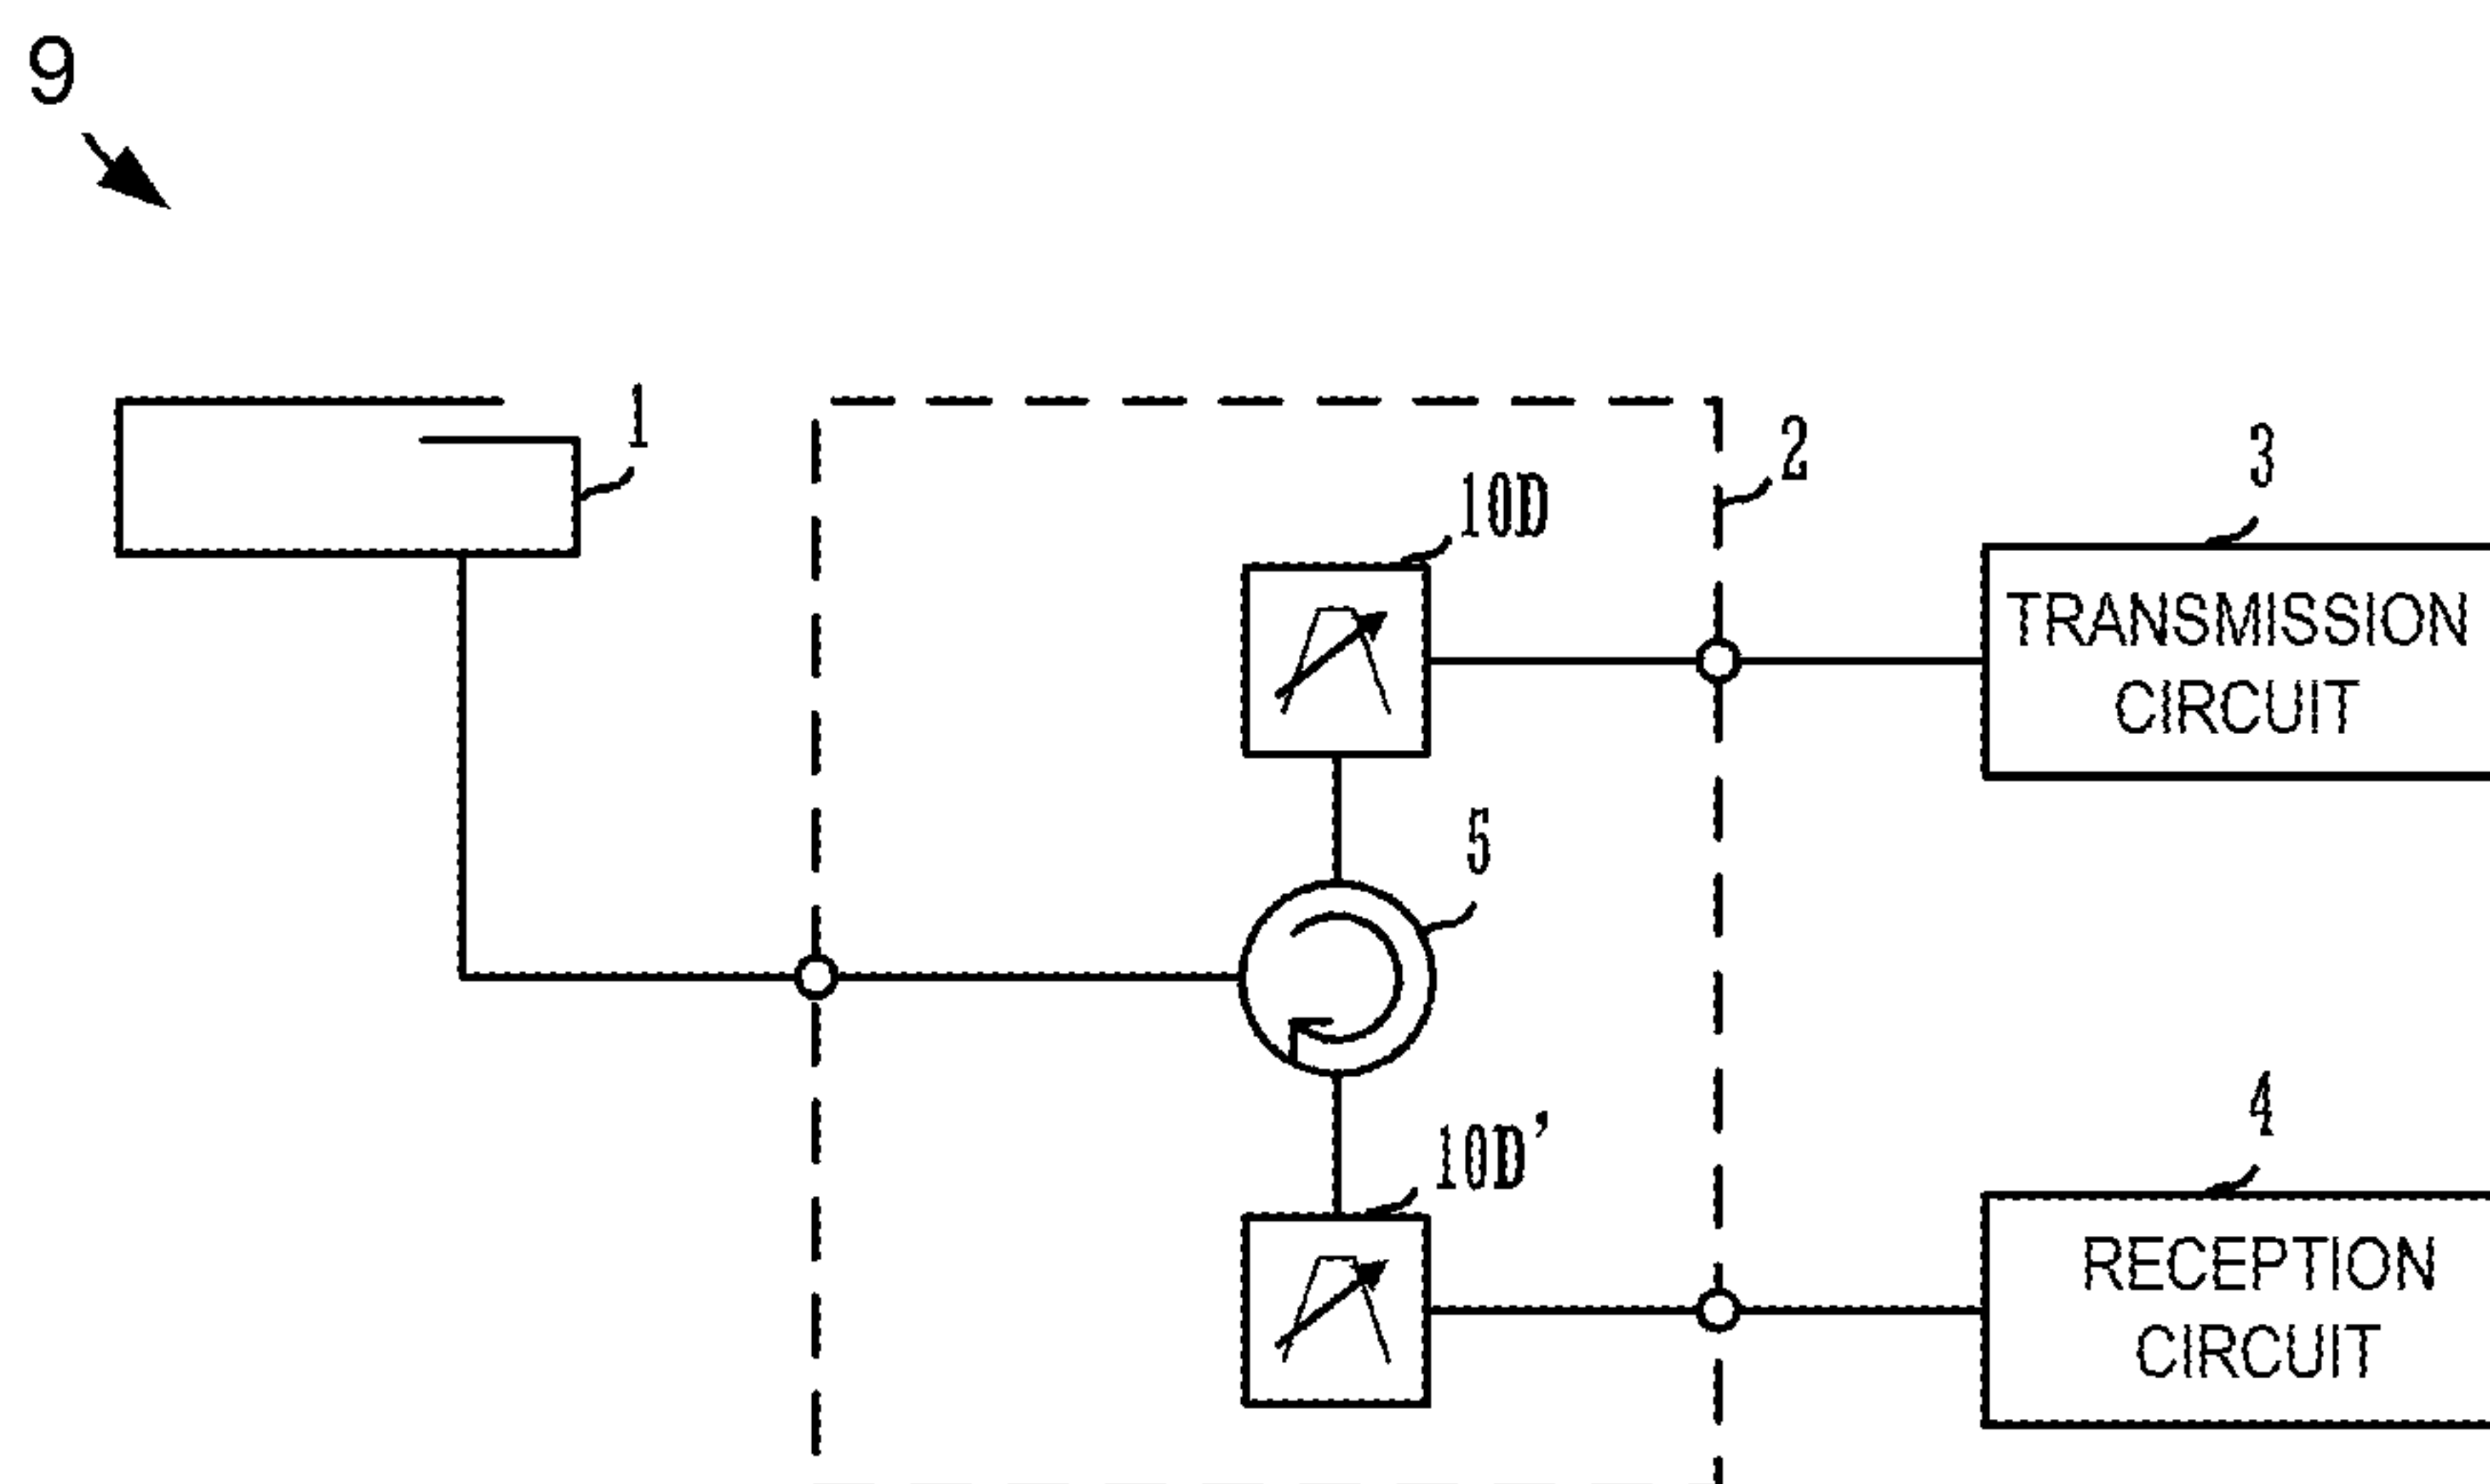 9
1
2
3
10D
TRANSMISSION
CIRCUIT
5
4
10D’
RECEPTION
CIRCUIT